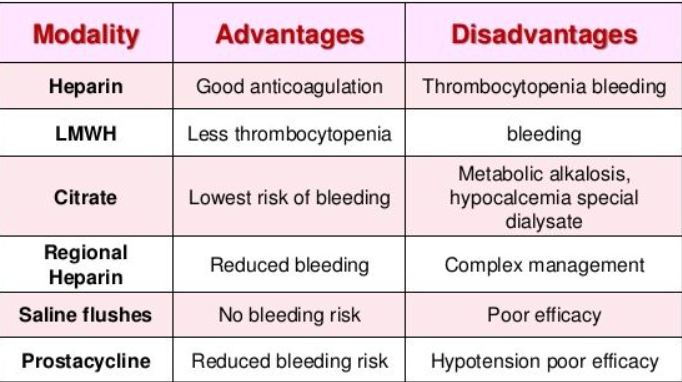 Modality Advantages Disadvantages
Heparin Good anticoagulation Thrombocytopenia bleeding
LMWH Less thrombocytopenia bleeding
Citrate Lowest risk of bleeding Metabolic alkalosis,
hypocalcemia special
dialysate
Regional
Heparin Reduced bleeding Complex management
Saline flushes No bleeding risk Poor efficacy
Prostacycline Reduced bleeding risk Hypotension poor efficacy